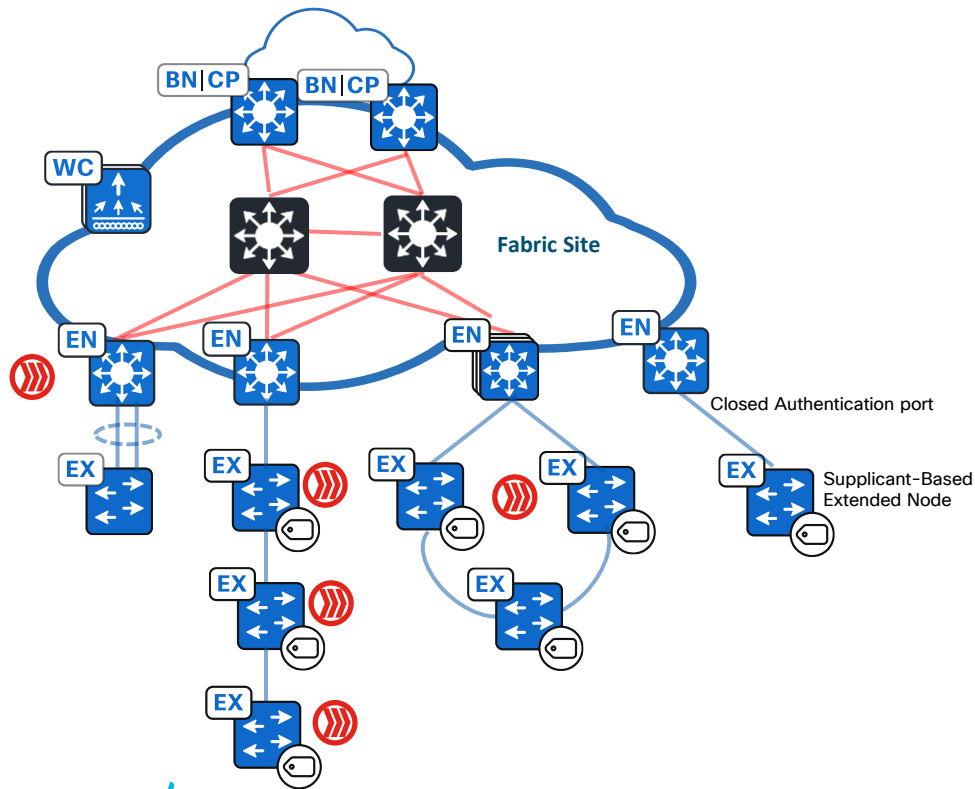 BN|CP
BN|CP
WC
Fabric Site
EN
EN
EN
EN
Closed Authentication port
EX
EX
EX
EX
EX
Supplicant-Based
Extended Node
EX
EX
EX